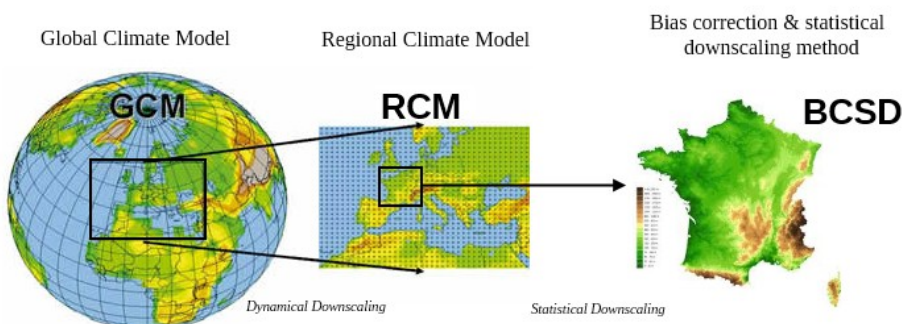 Global Climate Model
Regional Climate Model
Bias correction & statistical
downscaling method
GCM
RCM
BCSD
Dynamical Downscaling
Statistical Downscaling